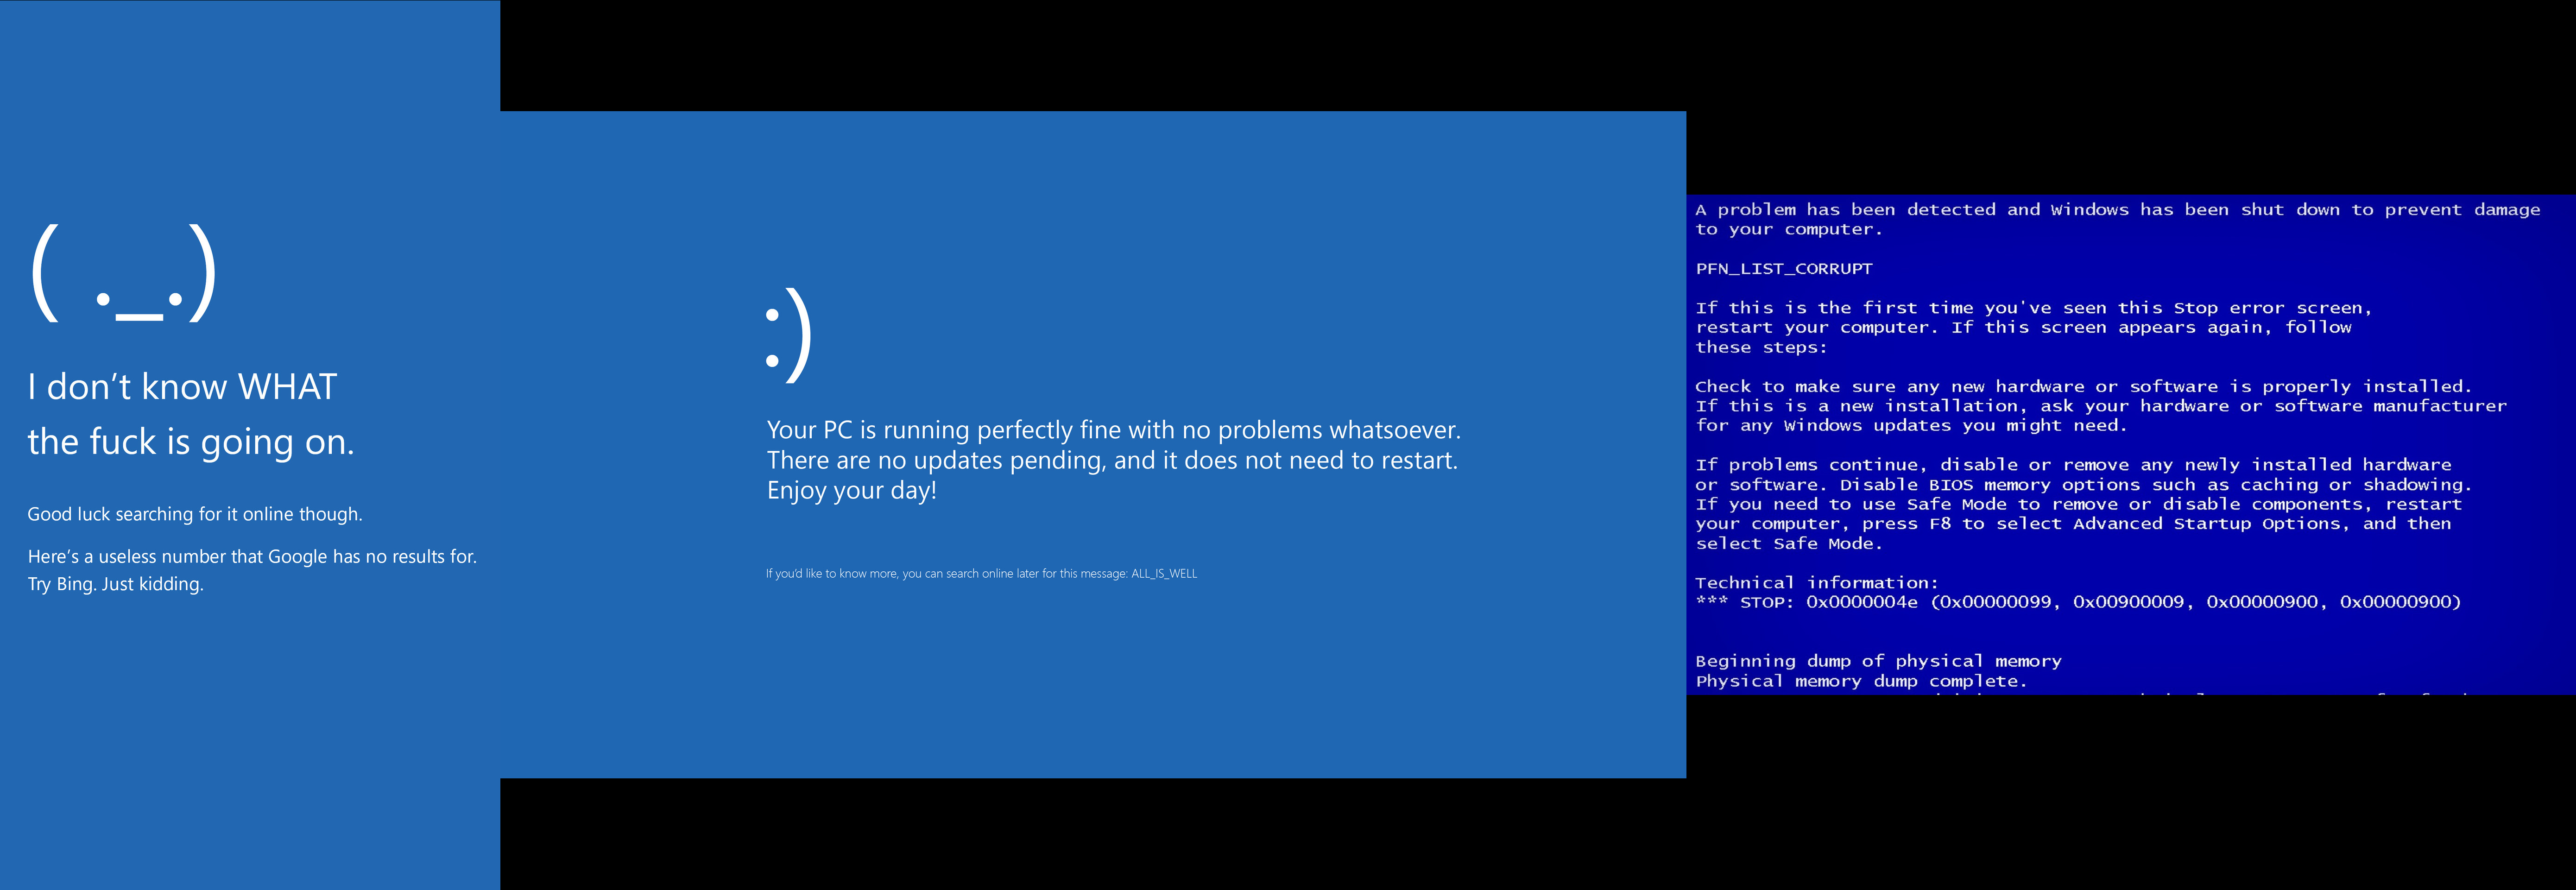 ( ._.)
I don't know WHAT
the fuck is going on.
Good luck searching for it online though.
Here's a useless number that Google has no results for.
Try Bing. Just kidding.
:)
Your PC is running perfectly fine with no problems whatsoever.
There are no updates pending, and it does not need to restart.
Enjoy your day!
If you'd like to know more, you can search online later for this message: ALL_IS_WELL
A problem has been detected and Windows has been shut down to prevent damage
to your computer.
PFN_LIST_CORRUPT
If this is the first time you've seen this Stop error screen,
restart your computer. If this screen appears again, follow
these steps:
Check to make sure any new hardware or software is properly installed.
If this is a new installation, ask your hardware or software manufacturer
for any Windows updates you might need.
If problems continue, disable or remove any newly installed hardware
or software. Disable BIOS memory options such as caching or shadowing.
If you need to use Safe Mode to remove or disable components, restart
your computer, press F8 to select Advanced Startup Options, and then
select Safe Mode.
Technical information:
*** STOP: 0x0000004e (0x00000099, 0x00900009, 0x00000900, 0x00000900)
Beginning dump of physical memory
Physical memory dump complete.